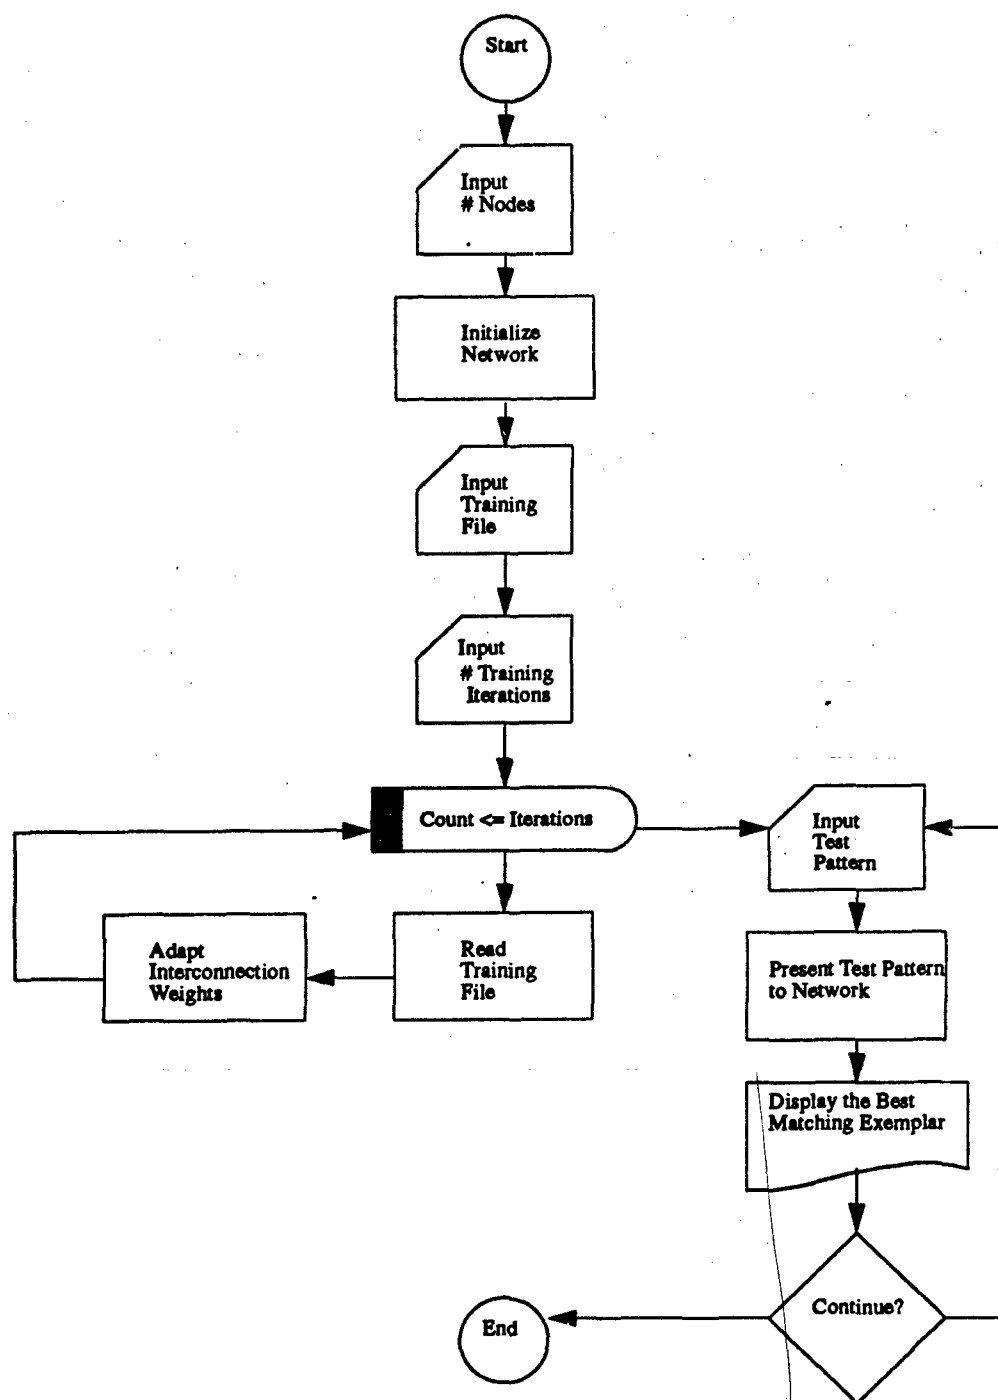 Start
Input
# Nodes
Initialize
Network
Input
Training
File
Input
# Training
Iterations
Count <= Iterations
Input
Test
Pattern
Adapt
Interconnection
Weights
Read
Training
File
Present Test Pattern
to Network
Display the Best
Matching Exemplar
Continue?
End